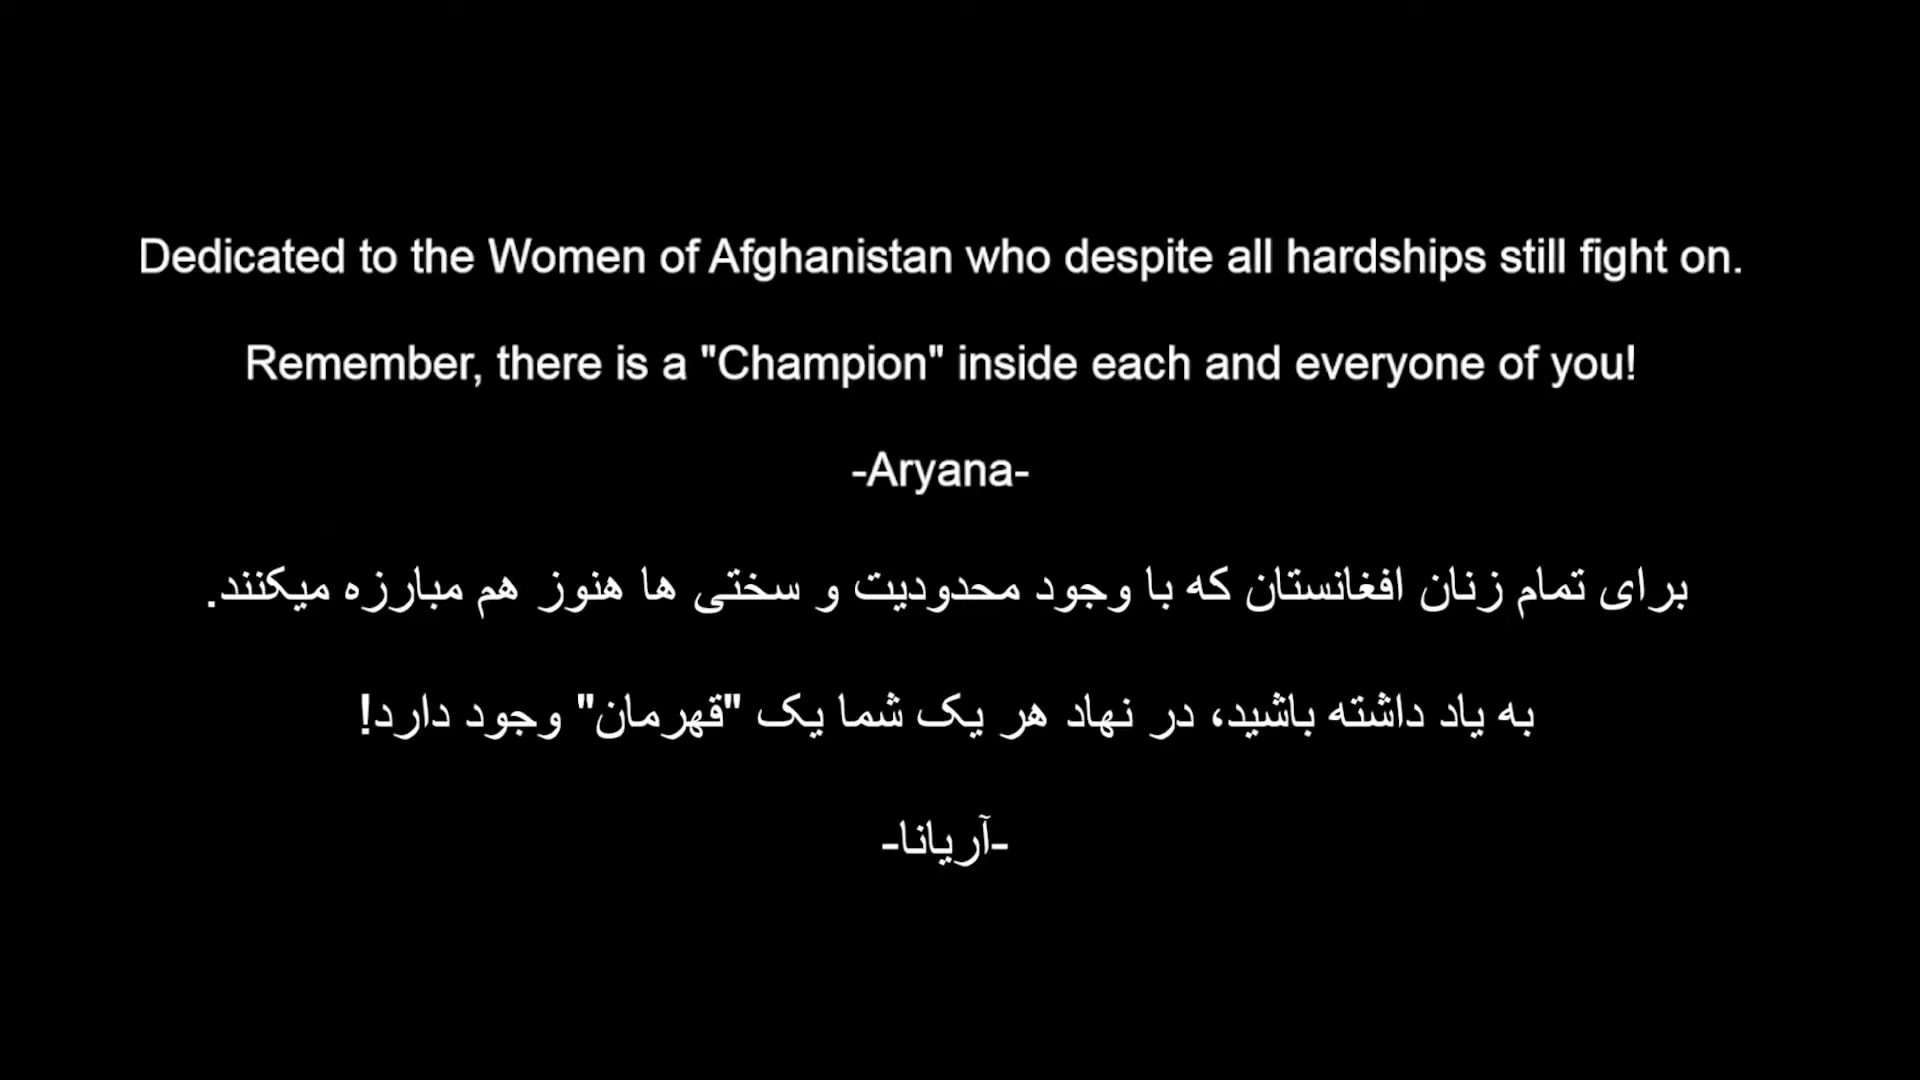 Dedicated to the Women of Afghanistan who despite all hardships still fight on.
Remember, there is a "Champion" inside each and everyone of you!
-Aryana-
برای تمام زنان افغانستان که با وجود محدودیت و سختی ها هنوز هم مبارزه میکنند.
به یاد داشته باشید، در نهاد هر یک شما یک "قهرمان" وجود دارد!
-آریانا-